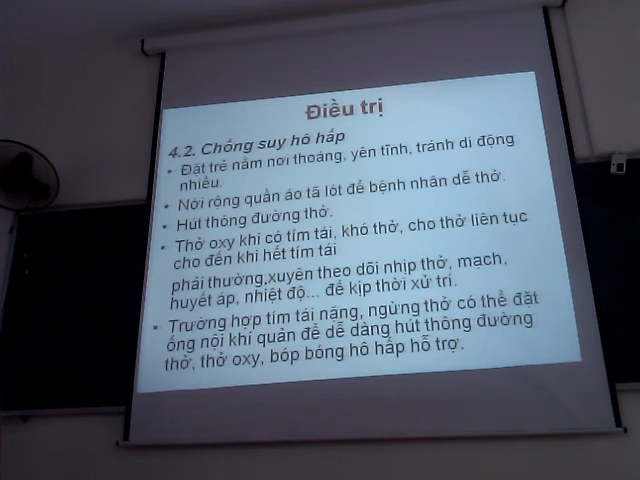 Điều trị
4.2. Chống suy hô hấp
• Đặt trẻ nằm nơi thoáng, yên tĩnh, tránh di động
nhiều.
• Nới rộng quần áo tã lót để bệnh nhân dễ thở.
• Hút thông đường thở.
• Thở oxy khi có tím tái, khó thở, cho thở liên tục
cho đến khi hết tím tái
phải thường,xuyên theo dõi nhịp thở, mạch,
huyết áp, nhiệt độ... để kịp thời xử trí.
• Trường hợp tím tái nặng, ngừng thở có thể đặt
ống nội khí quản để dễ dàng hút thông đường
thở, thở oxy, bóp bóng hô hấp hỗ trợ.